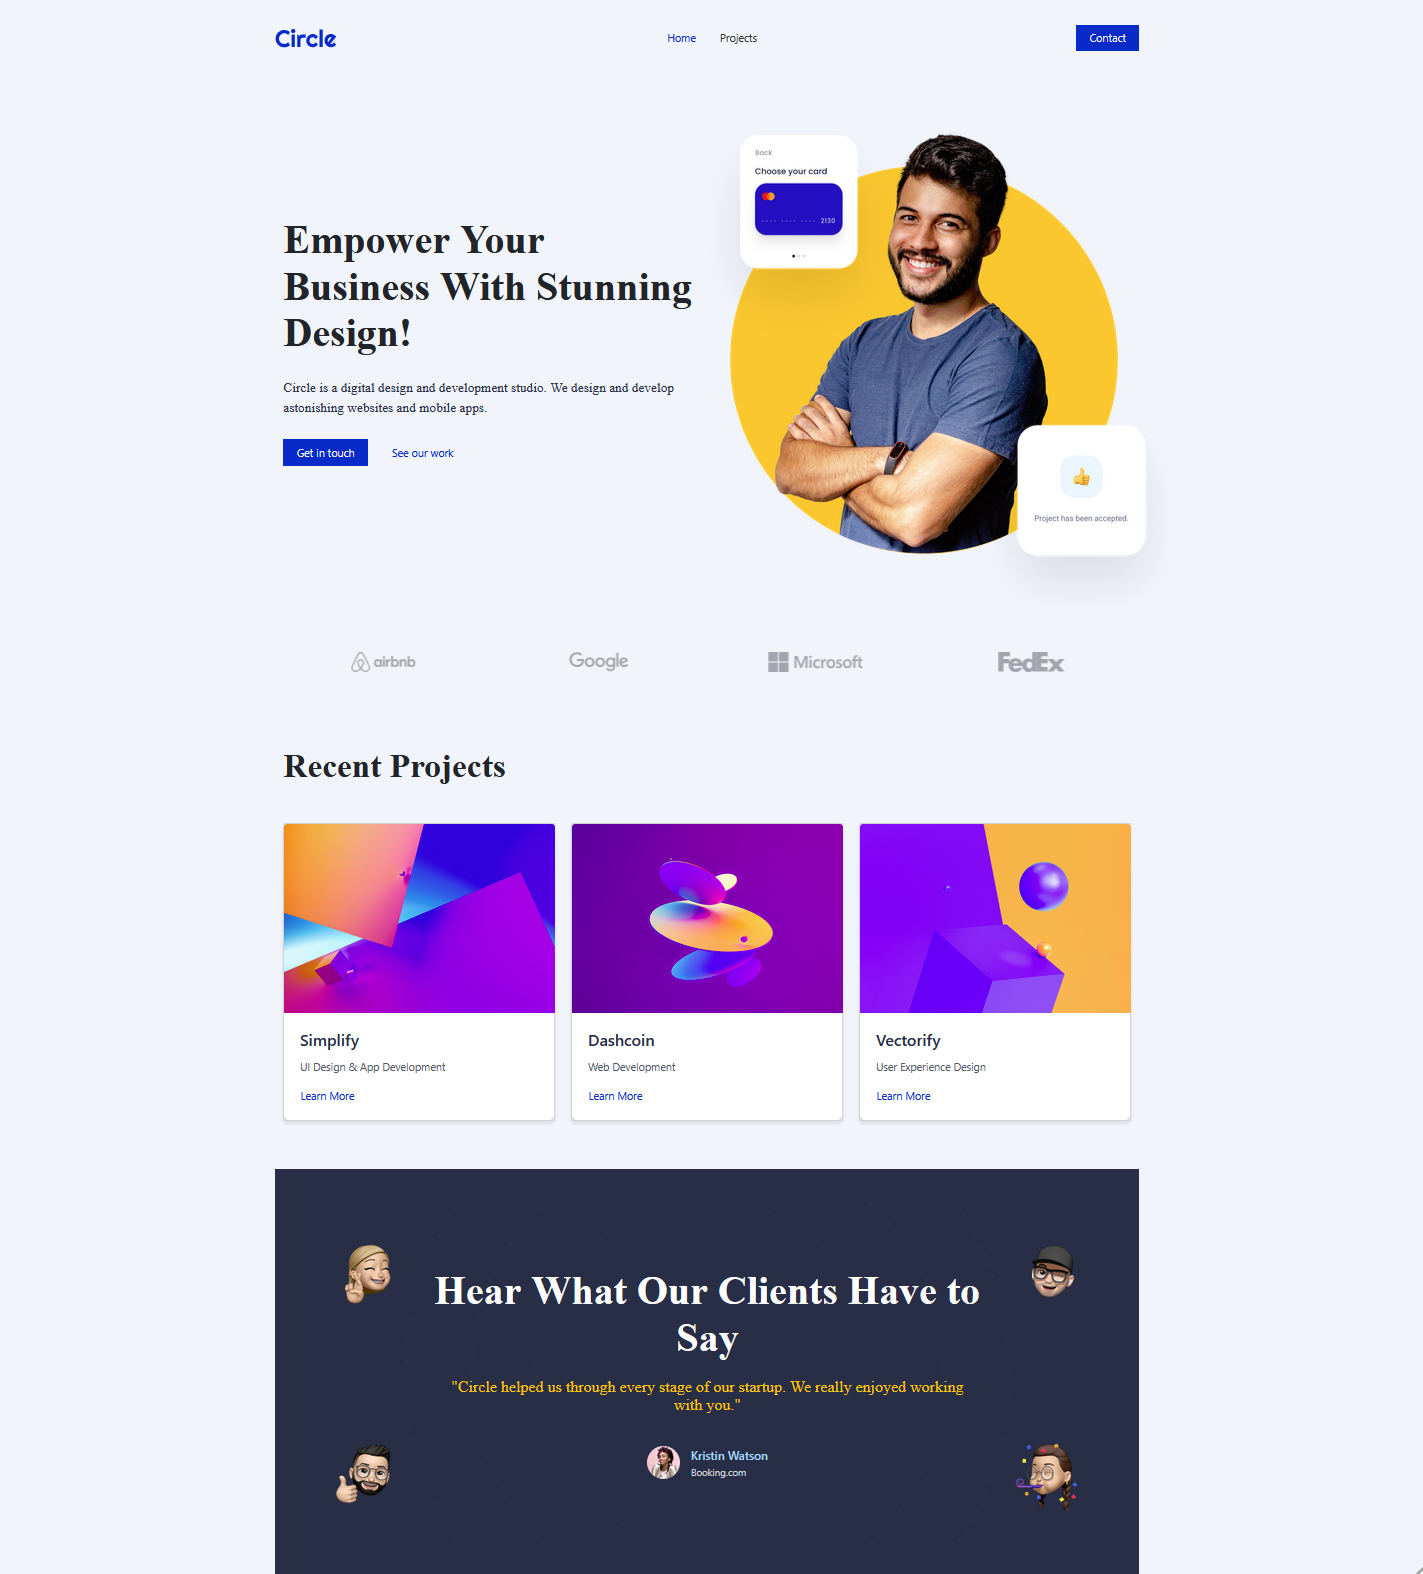 Circle
Home
Projects
Contact
Back
Choose your card
2130
Empower Your
Business With Stunning
Design!
Circle is a digital design and development studio. We design and develop
astonishing websites and mobile apps.
Get in touch
See our work
Project has been accepted.
airbnb
Google
Microsoft
FedEx
Recent Projects
Simplify
UI Design & App Development
Learn More
Dashcoin
Web Development
Learn More
Vectorify
User Experience Design
Learn More
Hear What Our Clients Have to
Say
"Circle helped us through every stage of our startup. We really enjoyed working
with you."
Kristin Watson
Booking.com